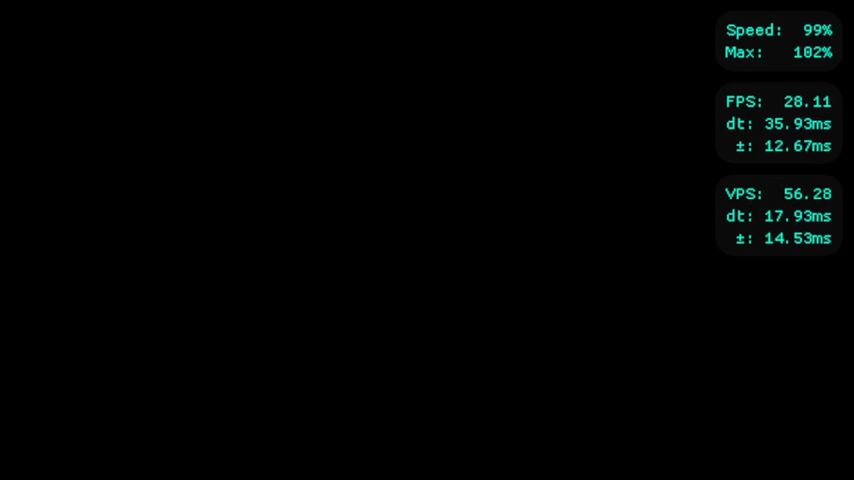 Speed: 99%
Max: 102%
FPS: 28.11
dt: 35.93ms
±: 12.67ms
VPS: 56.28
dt: 17.93ms
±: 14.53ms